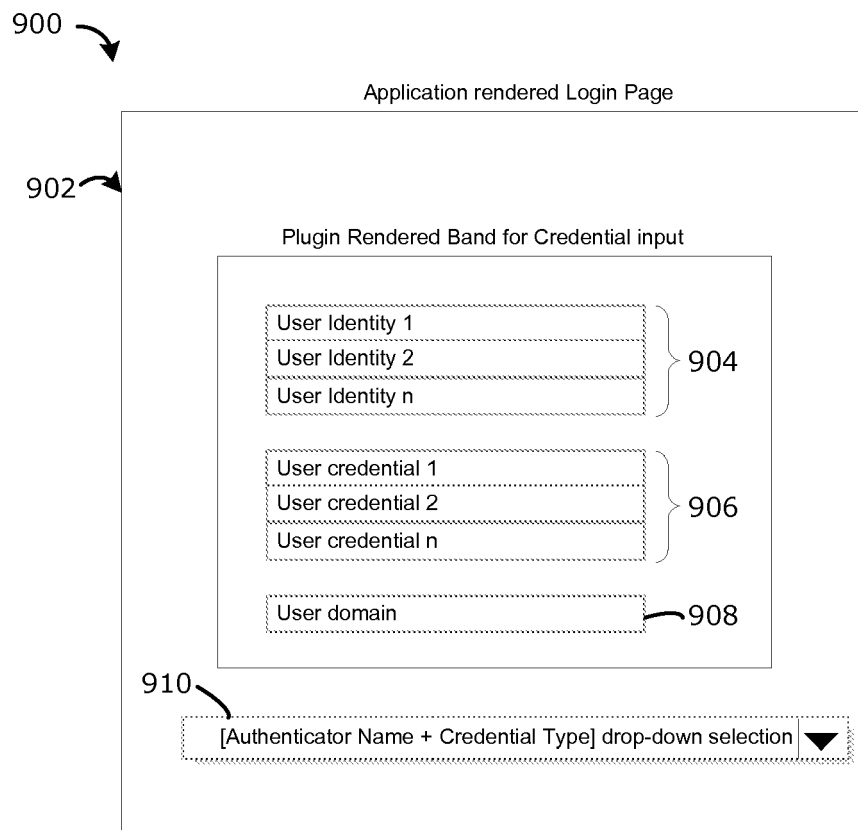 900
Application rendered Login Page
902
Plugin Rendered Band for Credential input
User Identity 1
User Identity 2
904
User Identity n
User credential 1
User credential 2
906
User credential n
User domain
908
910
[Authenticator Name + Credential Type] drop-down selection